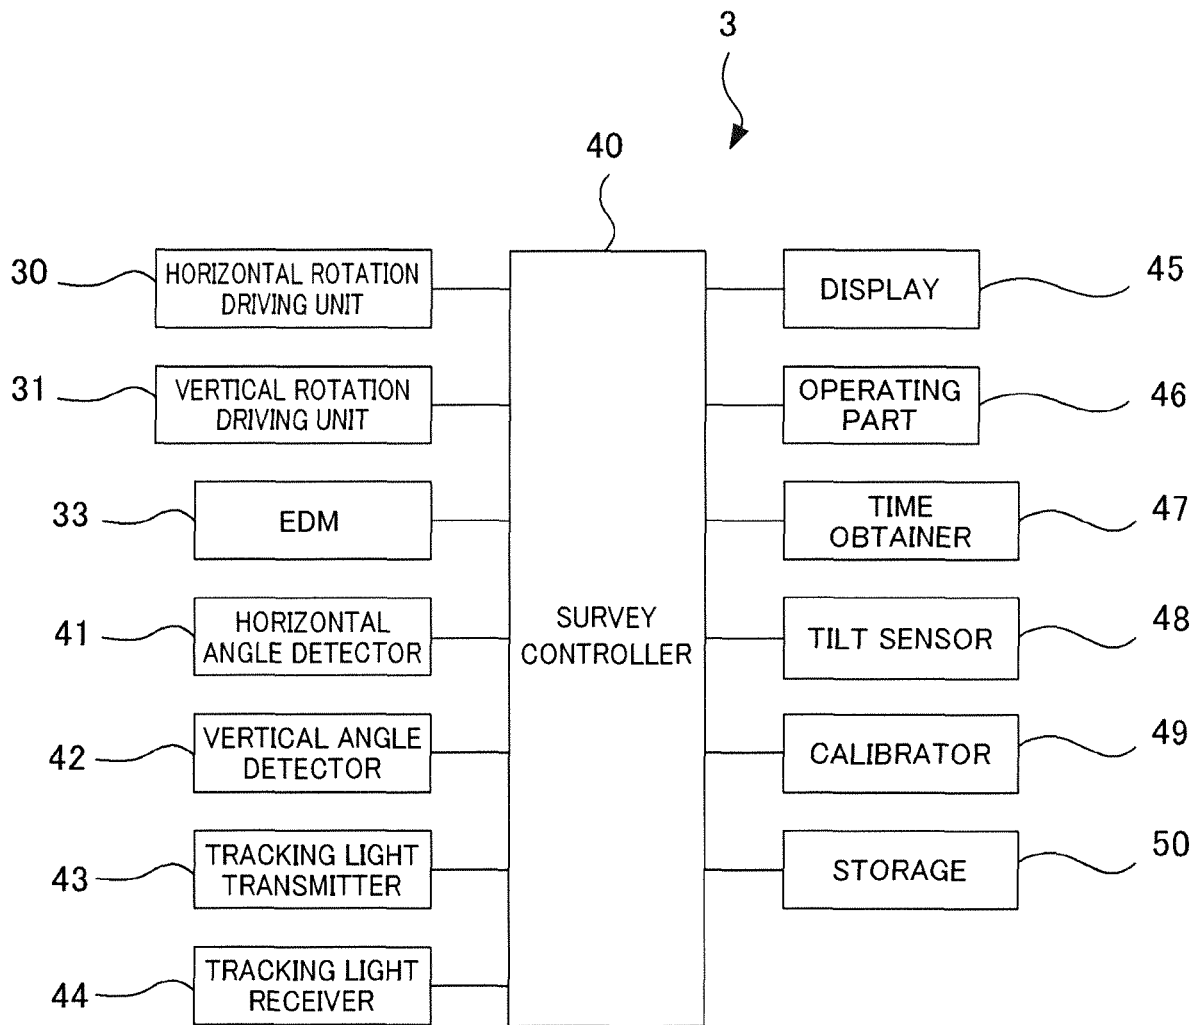 3
40
30
HORIZONTAL ROTATION
DRIVING UNIT
31
VERTICAL ROTATION
DRIVING UNIT
33
EDM
41
HORIZONTAL
ANGLE DETECTOR
42
VERTICAL ANGLE
DETECTOR
43
TRACKING LIGHT
TRANSMITTER
44
TRACKING LIGHT
RECEIVER
SURVEY
CONTROLLER
DISPLAY
45
OPERATING
PART
46
TIME
OBTAINER
47
TILT SENSOR
48
CALIBRATOR
49
STORAGE
50